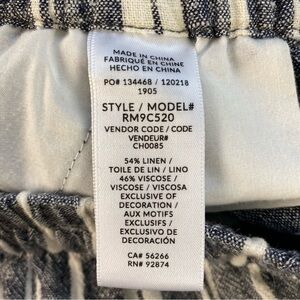 MADE IN CHINA
FABRIQUÉ EN CHINE
HECHO EN CHINA
PO# 134468 / 120218
1905
STYLE / MODEL#
RM9C520
VENDOR CODE / CODE
VENDEUR#
CH0085
54% LINEN /
TOILE DE LIN / LINO
46% VISCOSE /
VISCOSE / VISCOSA
EXCLUSIVE OF
DECORATION /
AUX MOTIFS
EXCLUSIFS /
EXCLUSIVO DE
DECORACIÓN
CA# 56266
RN# 92874